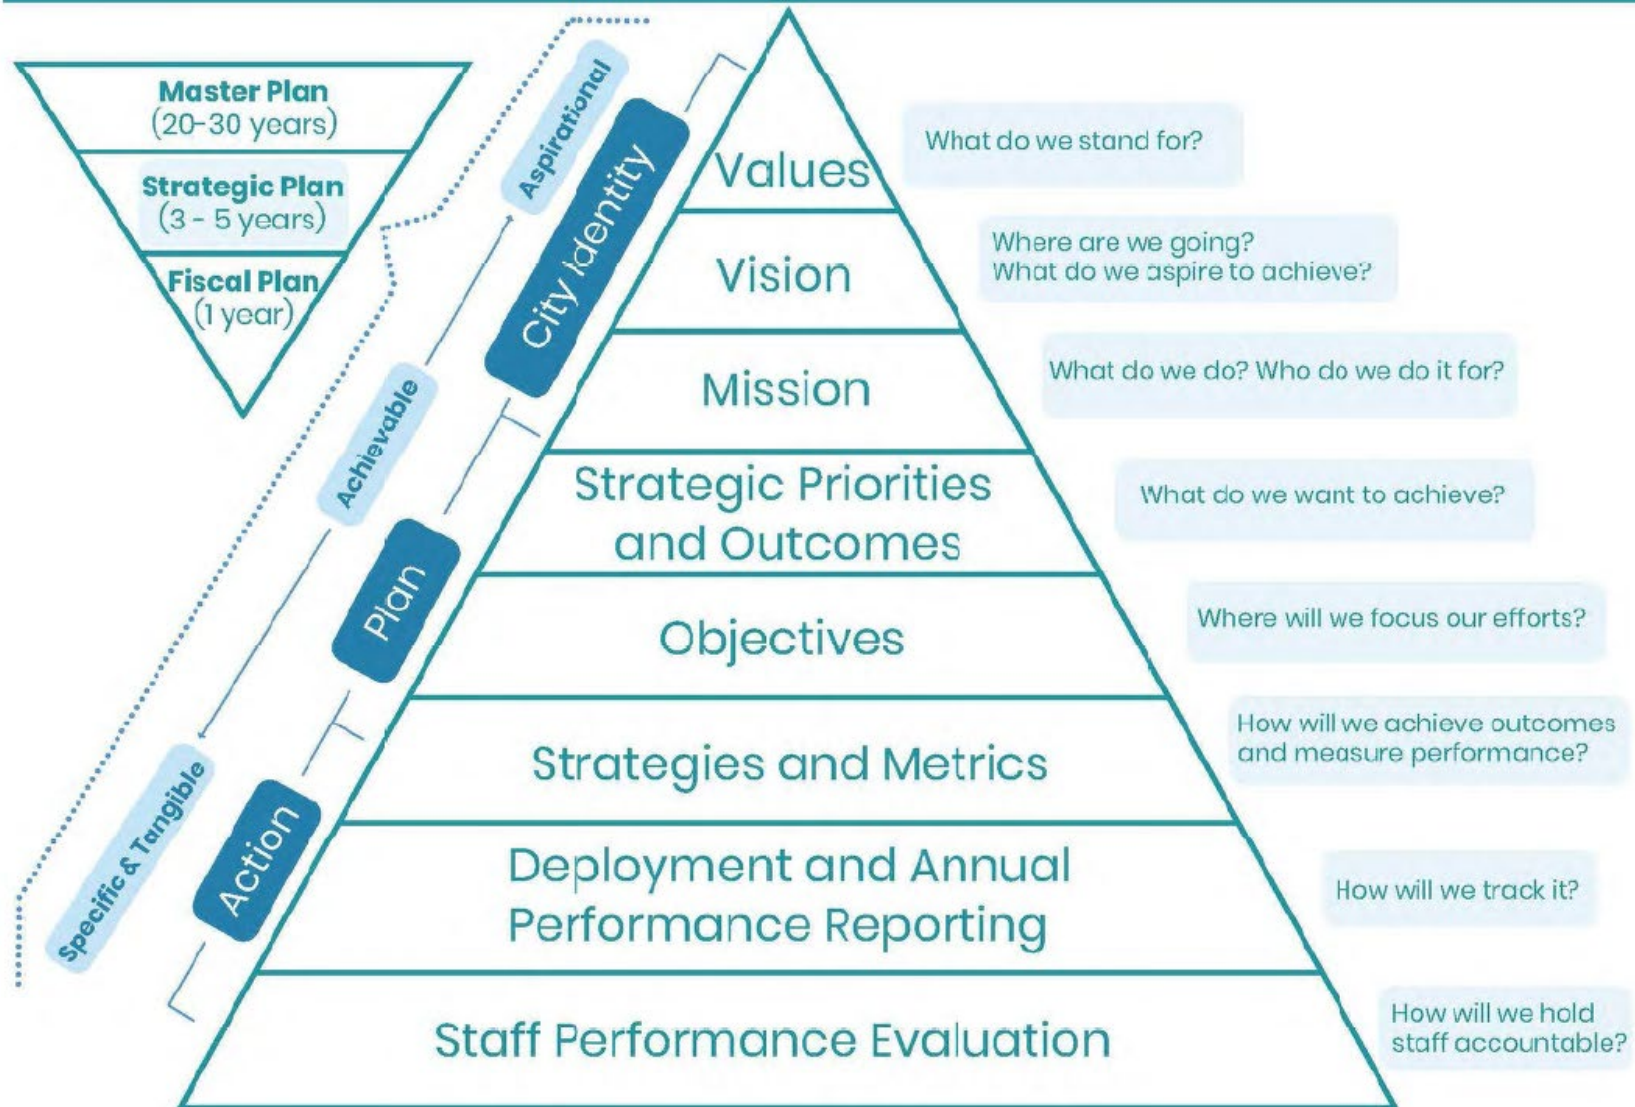 Master Plan
(20-30 years)
Strategic Plan
(3 - 5 years)
Fiscal Plan
(1 year)
Aspirational
Achievable
Specific & Tangible
City Identity
Plan
Action
Values
What do we stand for?
Vision
Where are we going?
What do we aspire to achieve?
Mission
What do we do? Who do we do it for?
Strategic Priorities
and Outcomes
What do we want to achieve?
Objectives
Where will we focus our efforts?
Strategies and Metrics
How will we achieve outcomes
and measure performance?
Deployment and Annual
Performance Reporting
How will we track it?
Staff Performance Evaluation
How will we hold
staff accountable?